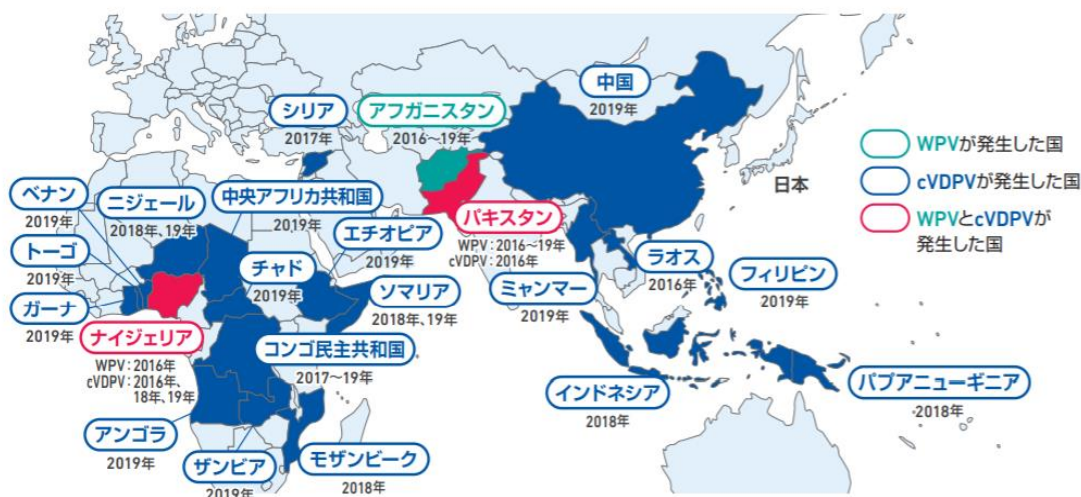 中国
2019年
シリア
2017年
アフガニスタン
2016〜19年
WPVが発生した国
cVDPVが発生した国
WPVとcVDPVが
発生した国
日本
ベナン
2019年
ニジェール
2018年、19年
中央アフリカ共和国
2019年
トーゴ
2019年
エチオピア
2019年
パキスタン
WPV：2016〜19年
cVDPV：2016年
チャド
2019年
ソマリア
2018年、19年
ガーナ
2019年
ラオス
2016年
フィリピン
2019年
ミャンマー
2019年
ナイジェリア
WPV：2016年
cVDPV：2016年、
18年、19年
コンゴ民主共和国
2017〜19年
インドネシア
2018年
パプアニューギニア
2018年
アンゴラ
2019年
ザンビア
2019年
モザンビーク
2018年